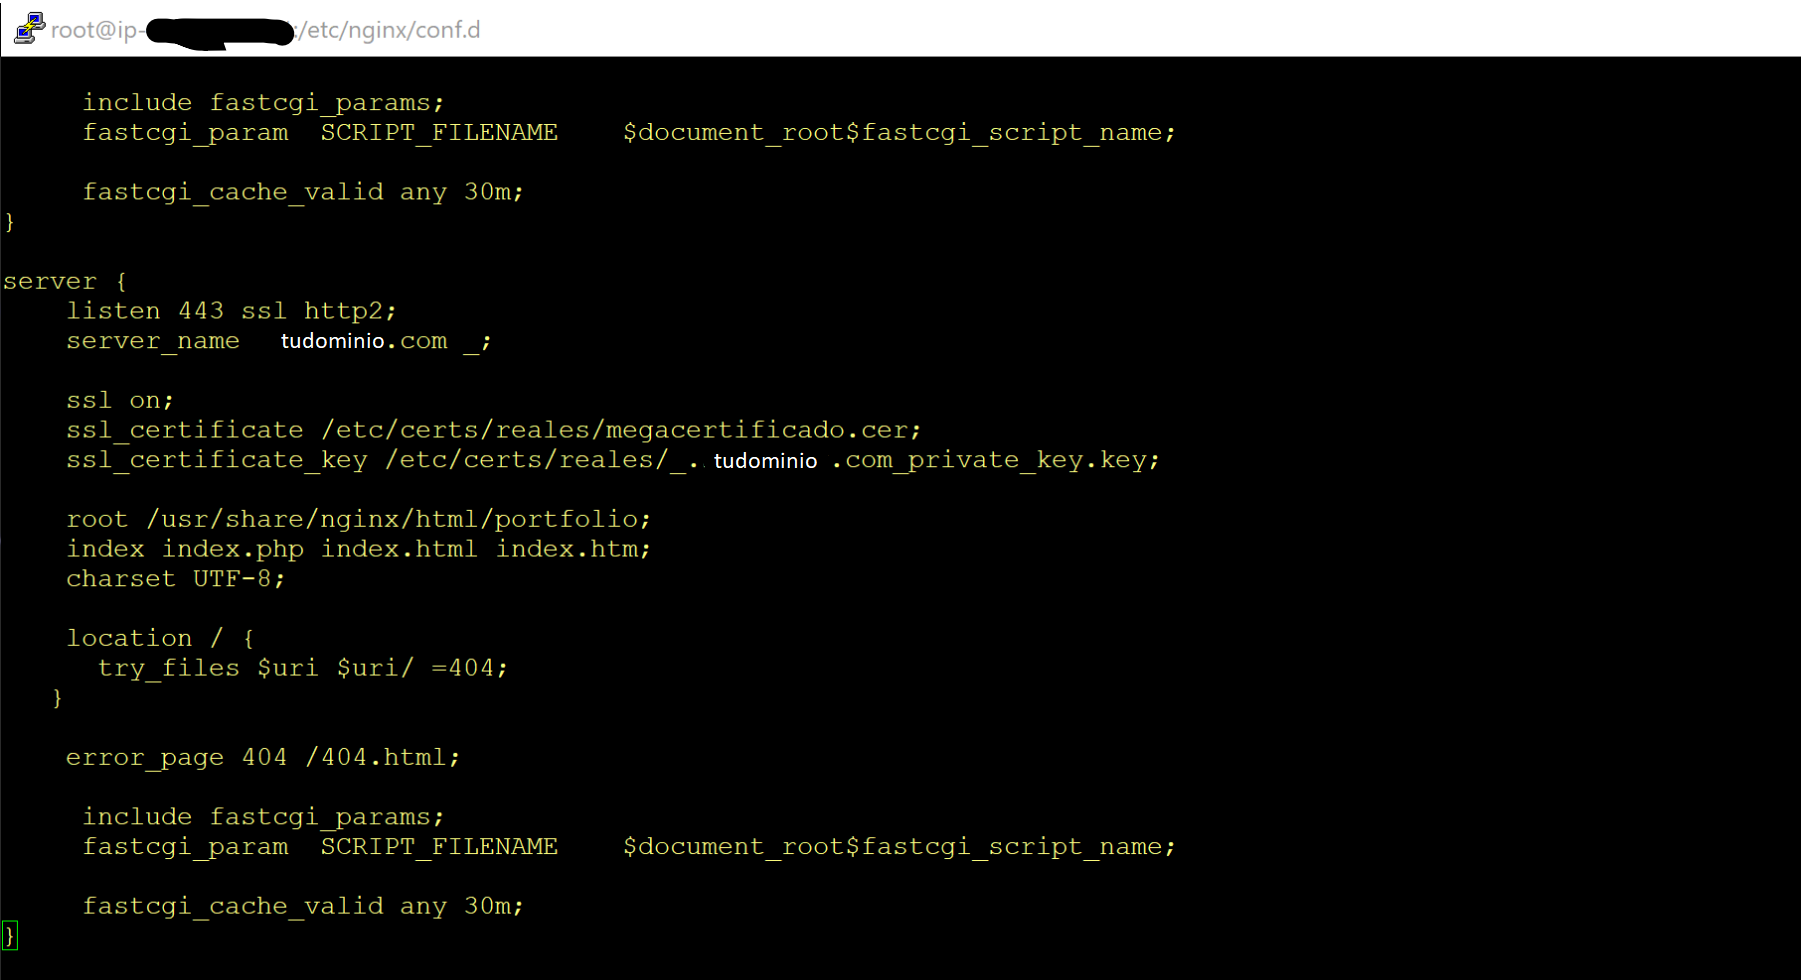 root@ip- :/etc/nginx/conf.d
include fastcgi_params;
fastcgi_param  SCRIPT_FILENAME    $document_root$fastcgi_script_name;
fastcgi_cache_valid any 30m;
}
server {
listen 443 ssl http2;
server_name tudominio.com _;
ssl on;
ssl_certificate /etc/certs/reales/megacertificado.cer;
ssl_certificate_key /etc/certs/reales/_. tudominio .com_private_key.key;
root /usr/share/nginx/html/portfolio;
index index.php index.html index.htm;
charset UTF-8;
location / {
try_files $uri $uri/ =404;
}
error_page 404 /404.html;
include fastcgi_params;
fastcgi_param  SCRIPT_FILENAME    $document_root$fastcgi_script_name;
fastcgi_cache_valid any 30m;
}